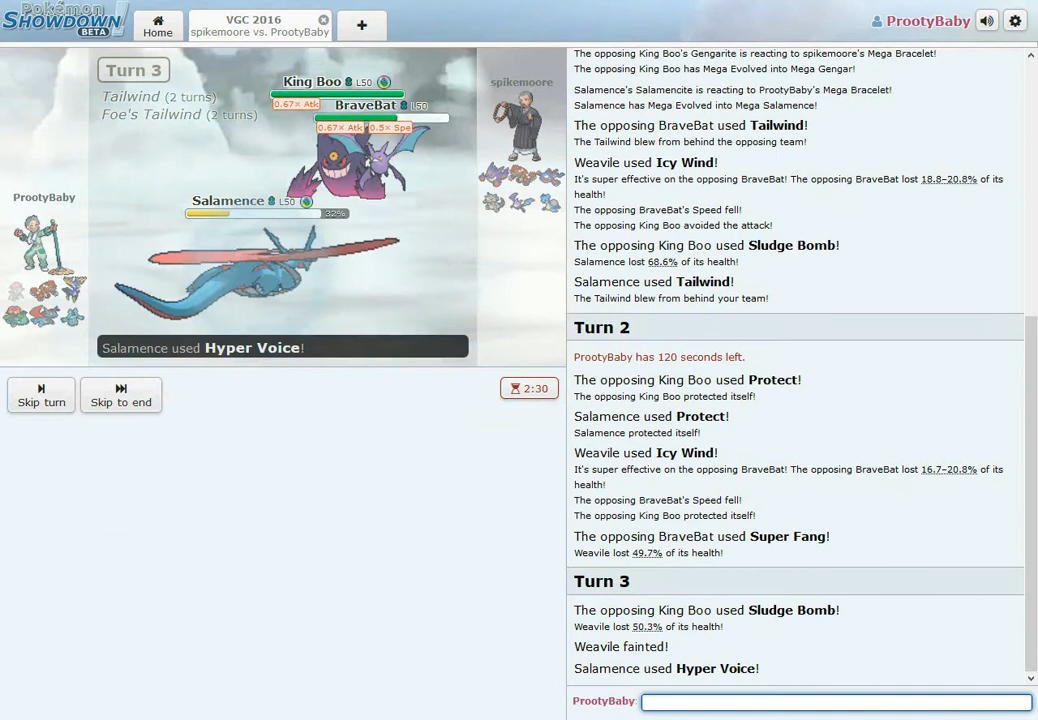 Pokémon
SHOWDOWN!
BETA
Home
VGC 2016
spikemoore vs. ProotyBaby
+
ProotyBaby
Turn 3
Tailwind (2 turns)
Foe's Tailwind (2 turns)
King Boo L50
0.67× Atk
BraveBat L50
0.67× Atk 0.5× Spe
spikemoore
ProotyBaby
Salamence L50
32%
Salamence used Hyper Voice!
Skip turn
Skip to end
2:30
The opposing King Boo's Gengarite is reacting to spikemoore's Mega Bracelet!
The opposing King Boo has Mega Evolved into Mega Gengar!
Salamence's Salamencite is reacting to ProotyBaby's Mega Bracelet!
Salamence has Mega Evolved into Mega Salamence!
The opposing BraveBat used Tailwind!
The Tailwind blew from behind the opposing team!
Weavile used Icy Wind!
It's super effective on the opposing BraveBat! The opposing BraveBat lost 18.8–20.8% of its
health!
The opposing BraveBat's Speed fell!
The opposing King Boo avoided the attack!
The opposing King Boo used Sludge Bomb!
Salamence lost 68.6% of its health!
Salamence used Tailwind!
The Tailwind blew from behind your team!
Turn 2
ProotyBaby has 120 seconds left.
The opposing King Boo used Protect!
The opposing King Boo protected itself!
Salamence used Protect!
Salamence protected itself!
Weavile used Icy Wind!
It's super effective on the opposing BraveBat! The opposing BraveBat lost 16.7–20.8% of its
health!
The opposing BraveBat's Speed fell!
The opposing King Boo protected itself!
The opposing BraveBat used Super Fang!
Weavile lost 49.7% of its health!
Turn 3
The opposing King Boo used Sludge Bomb!
Weavile lost 50.3% of its health!
Weavile fainted!
Salamence used Hyper Voice!
ProotyBaby: